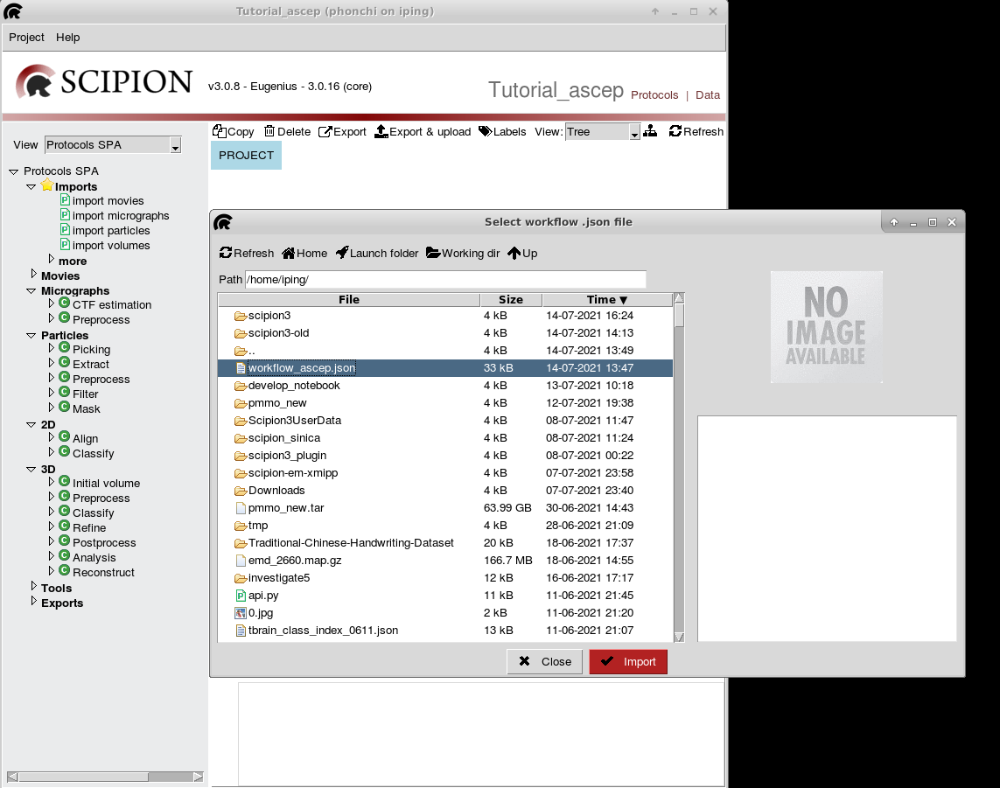 Tutorial_ascep (phonchi on iping)
Project Help
SCIPION v3.0.8 - Eugenius - 3.0.16 (core) Tutorial_ascep Protocols | Data
View Protocols SPA
Copy Delete Export Export & upload Labels View: Tree Refresh
PROJECT
Protocols SPA
Imports
import movies
import micrographs
import particles
import volumes
more
Movies
Micrographs
CTF estimation
Preprocess
Particles
Picking
Extract
Preprocess
Filter
Mask
2D
Align
Classify
3D
Initial volume
Preprocess
Classify
Refine
Postprocess
Analysis
Reconstruct
Tools
Exports
Select workflow .json file
Refresh Home Launch folder Working dir Up
Path /home/iping/
File Size Time ▼
scipion3 4 kB 14-07-2021 16:24
scipion3-old 4 kB 14-07-2021 14:13
.. 4 kB 14-07-2021 13:49
workflow_ascep.json 33 kB 14-07-2021 13:47
develop_notebook 4 kB 13-07-2021 10:18
pmmo_new 4 kB 12-07-2021 19:38
Scipion3UserData 4 kB 08-07-2021 11:47
scipion_sinica 4 kB 08-07-2021 11:24
scipion3_plugin 4 kB 08-07-2021 00:22
scipion-em-xmipp 4 kB 07-07-2021 23:58
Downloads 4 kB 07-07-2021 23:40
pmmo_new.tar 63.99 GB 30-06-2021 14:43
tmp 4 kB 28-06-2021 21:09
Traditional-Chinese-Handwriting-Dataset 20 kB 18-06-2021 17:37
emd_2660.map.gz 166.7 MB 18-06-2021 14:55
investigate5 12 kB 16-06-2021 17:17
api.py 11 kB 11-06-2021 21:45
0.jpg 2 kB 11-06-2021 21:20
tbrain_class_index_0611.json 13 kB 11-06-2021 21:07
NO
IMAGE
AVAILABLE
Close Import